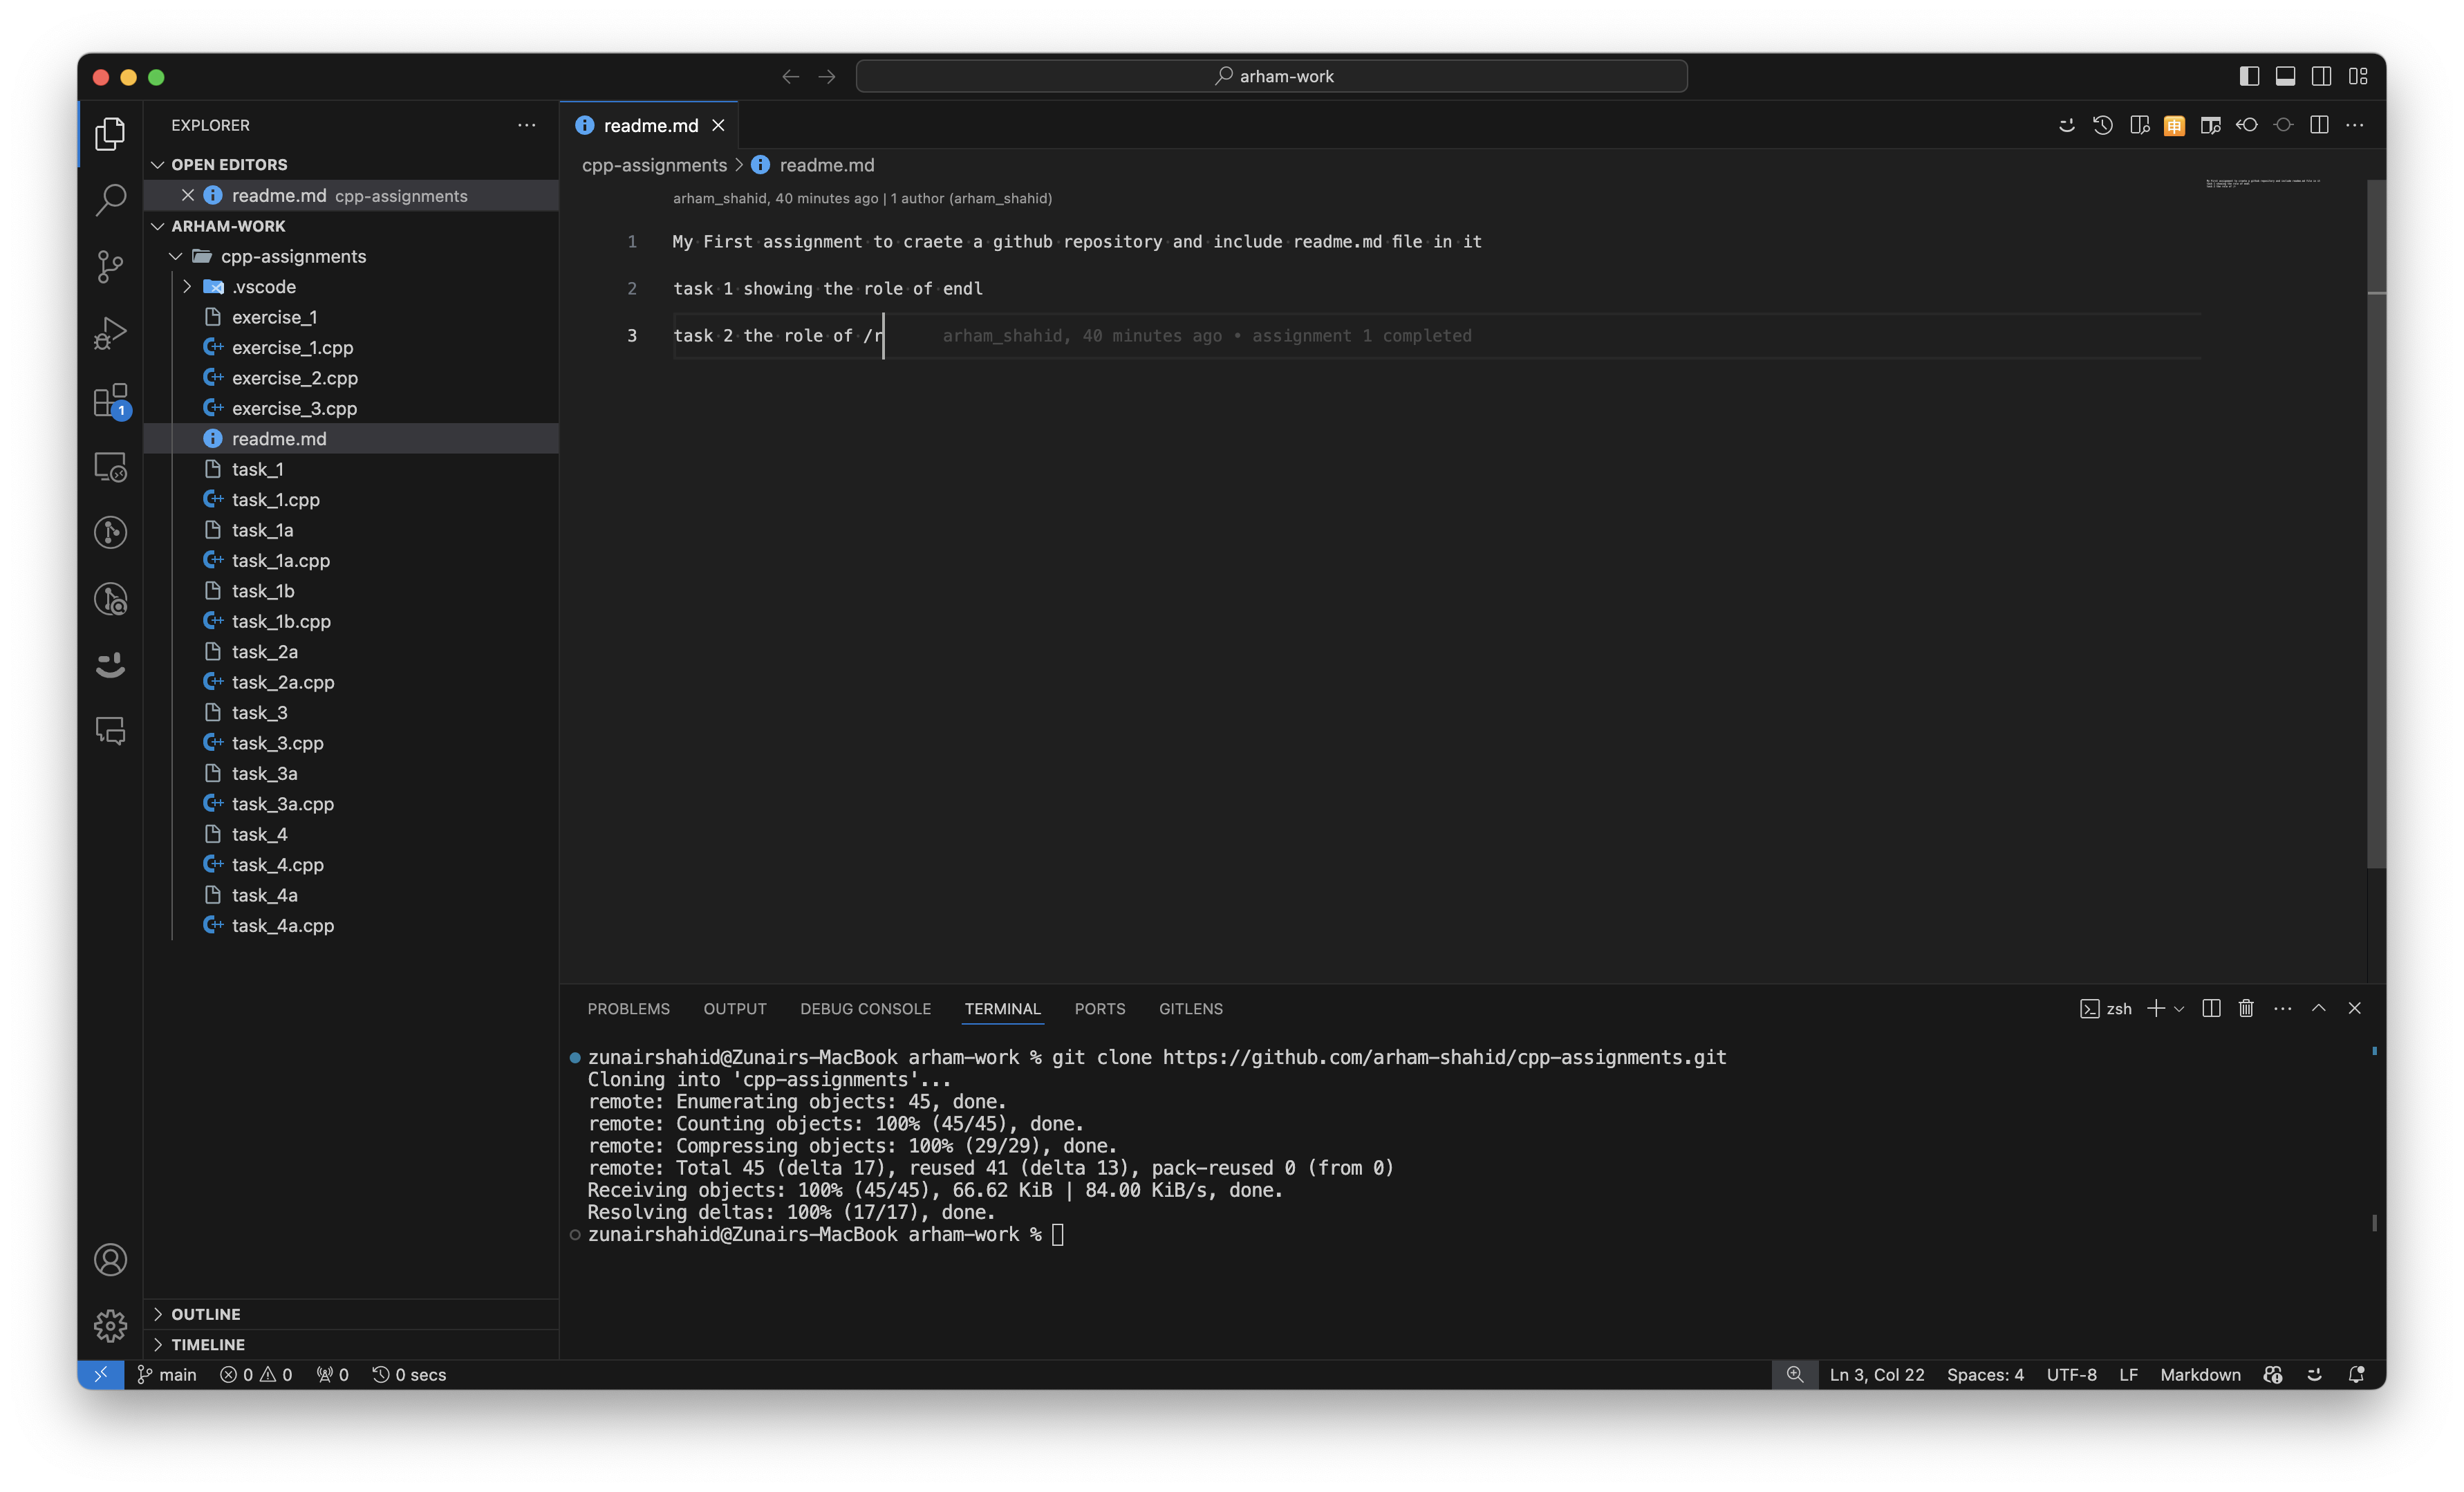 arham-work
EXPLORER
OPEN EDITORS
readme.md cpp-assignments
ARHAM-WORK
cpp-assignments
.vscode
exercise_1
exercise_1.cpp
exercise_2.cpp
exercise_3.cpp
readme.md
task_1
task_1.cpp
task_1a
task_1a.cpp
task_1b
task_1b.cpp
task_2a
task_2a.cpp
task_3
task_3.cpp
task_3a
task_3a.cpp
task_4
task_4.cpp
task_4a
task_4a.cpp
OUTLINE
TIMELINE
1
readme.md
申
cpp-assignments > readme.md
arham_shahid, 40 minutes ago | 1 author (arham_shahid)
1 My First assignment to craete a github repository and include readme.md file in it
2 task 1 showing the role of endl
3 task 2 the role of /r arham_shahid, 40 minutes ago • assignment 1 completed
PROBLEMS OUTPUT DEBUG CONSOLE TERMINAL PORTS GITLENS
zsh
zunairshahid@Zunairs-MacBook arham-work % git clone https://github.com/arham-shahid/cpp-assignments.git
Cloning into 'cpp-assignments'...
remote: Enumerating objects: 45, done.
remote: Counting objects: 100% (45/45), done.
remote: Compressing objects: 100% (29/29), done.
remote: Total 45 (delta 17), reused 41 (delta 13), pack-reused 0 (from 0)
Receiving objects: 100% (45/45), 66.62 KiB | 84.00 KiB/s, done.
Resolving deltas: 100% (17/17), done.
zunairshahid@Zunairs-MacBook arham-work %
main 0 0 0 0 secs
Ln 3, Col 22 Spaces: 4 UTF-8 LF Markdown